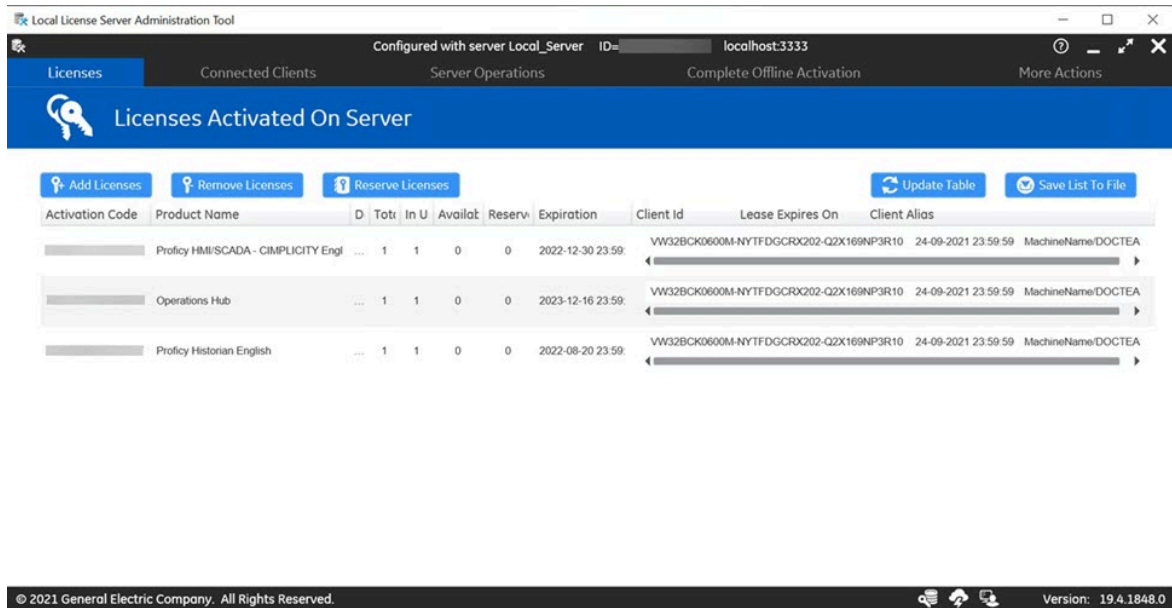 Local License Server Administration Tool
Configured with server Local_Server ID= localhost:3333
Licenses Connected Clients Server Operations Complete Offline Activation More Actions
Licenses Activated On Server
Add Licenses Remove Licenses Reserve Licenses Update Table Save List To File
Activation Code Product Name D Tota In U Availat Reserv Expiration Client Id Lease Expires On Client Alias
Proficy HMI/SCADA - CIMPLICITY Engl ... 1 1 0 0 2022-12-30 23:59: VW32BCK0600M-NYTFDGCRX202-Q2X169NP3R10 24-09-2021 23:59:59 MachineName/DOCTEA
Operations Hub ... 1 1 0 0 2023-12-16 23:59: VW32BCK0600M-NYTFDGCRX202-Q2X169NP3R10 24-09-2021 23:59:59 MachineName/DOCTEA
Proficy Historian English ... 1 1 0 0 2022-08-20 23:59: VW32BCK0600M-NYTFDGCRX202-Q2X169NP3R10 24-09-2021 23:59:59 MachineName/DOCTEA
© 2021 General Electric Company. All Rights Reserved. Version: 19.4.1848.0